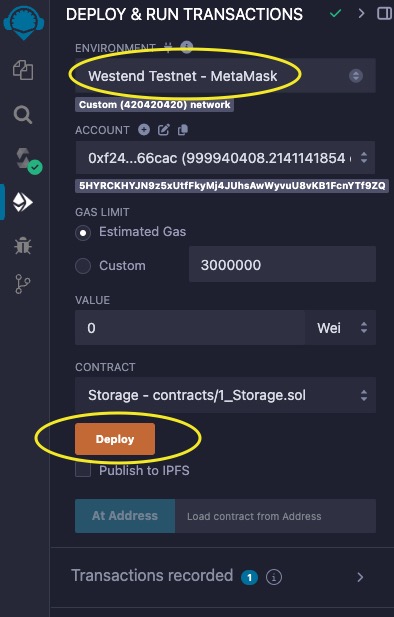 DEPLOY & RUN TRANSACTIONS
ENVIRONMENT
Westend Testnet - MetaMask
Custom (420420420) network
ACCOUNT
0xf24...66cac (999940408.2141141854 e
5HYRCKHYJN9z5xUtfFkyMj4JUhsAwWyvuU8vKB1FcnYTf9ZQ
GAS LIMIT
Estimated Gas
Custom 3000000
VALUE
0 Wei
CONTRACT
Storage - contracts/1_Storage.sol
Deploy
Publish to IPFS
At Address Load contract from Address
Transactions recorded 1 i